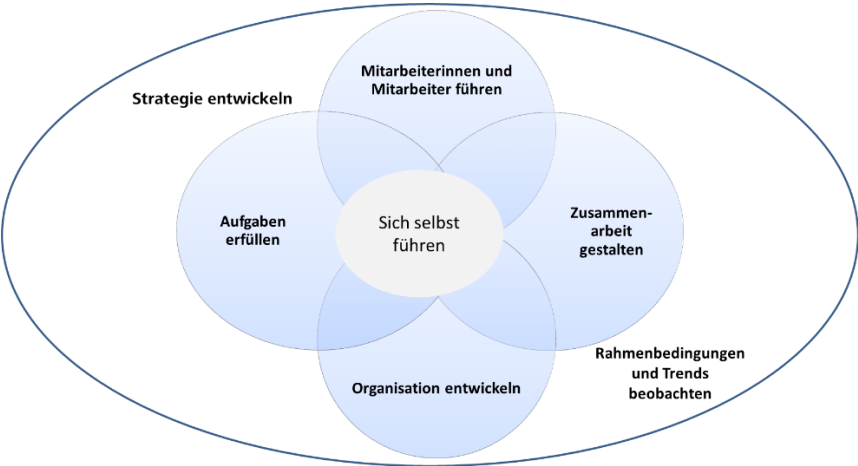 Mitarbeiterinnen und
Mitarbeiter führen
Strategie entwickeln
Aufgaben
erfüllen
Sich selbst
führen
Zusammen-
arbeit
gestalten
Rahmenbedingungen
und Trends
beobachten
Organisation entwickeln